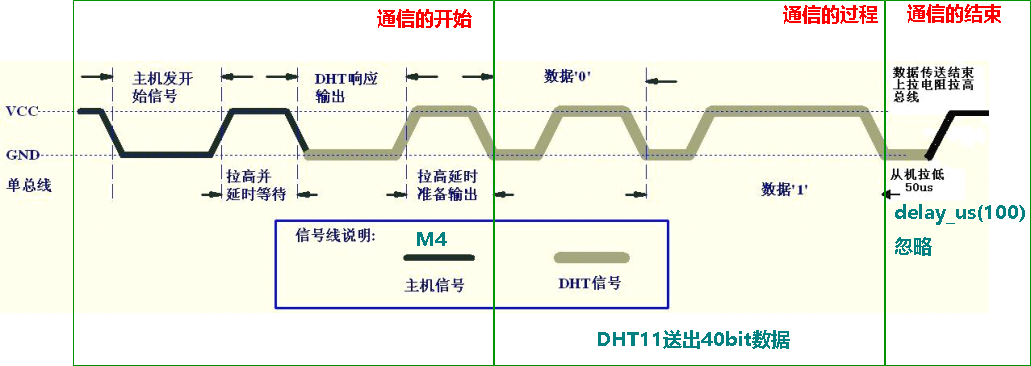 通信的开始
通信的过程
通信的结束
主机发开
始信号
DHT响应
输出
数据'0'
数据传送结束
上拉电阻拉高
总线
VCC
GND
单总线
拉高并
延时等待
拉高延时
准备输出
数据'1'
从机拉低
50us
delay_us(100)
忽略
信号线说明:
M4
主机信号
DHT信号
DHT11送出40bit数据